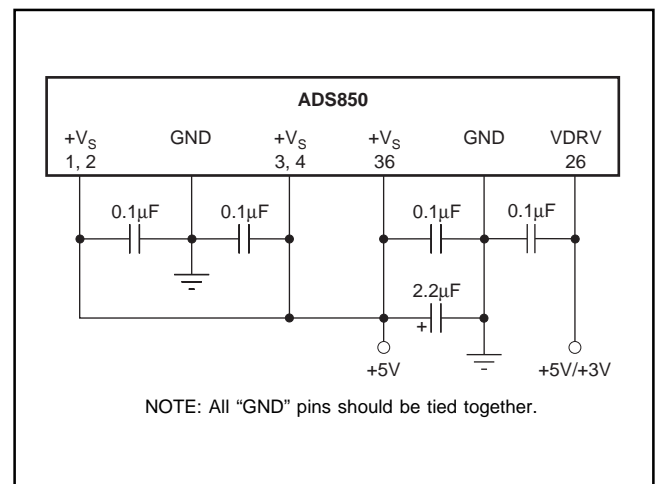 ADS850
+VS GND +VS +VS GND VDRV
1, 2 3, 4 36 26
0.1µF 0.1µF 0.1µF 0.1µF
2.2µF
+
+5V +5V/+3V
NOTE: All “GND” pins should be tied together.